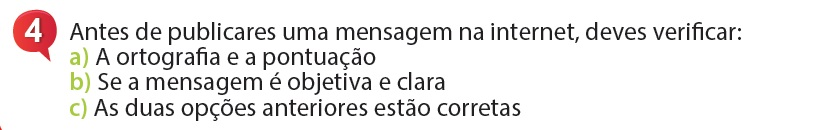 4 Antes de publicares uma mensagem na internet, deves verificar:
a) A ortografia e a pontuação
b) Se a mensagem é objetiva e clara
c) As duas opções anteriores estão corretas